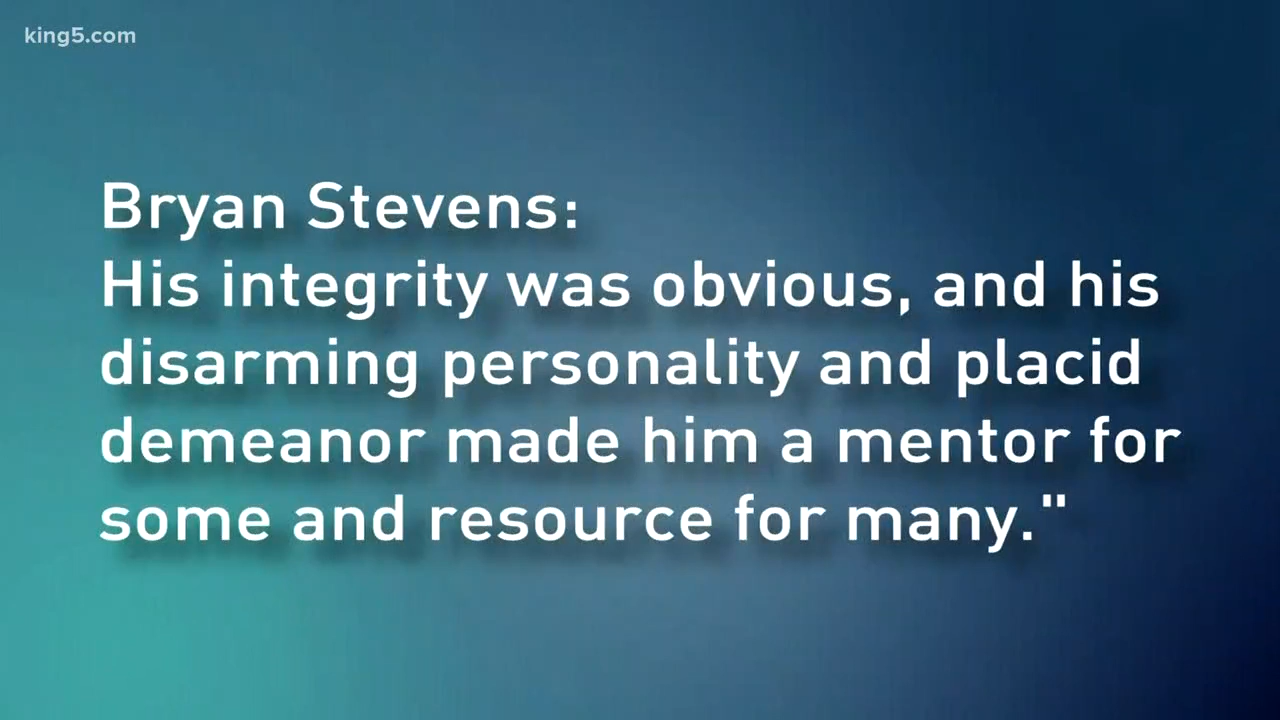 king5.com
Bryan Stevens:
His integrity was obvious, and his
disarming personality and placid
demeanor made him a mentor for
some and resource for many."